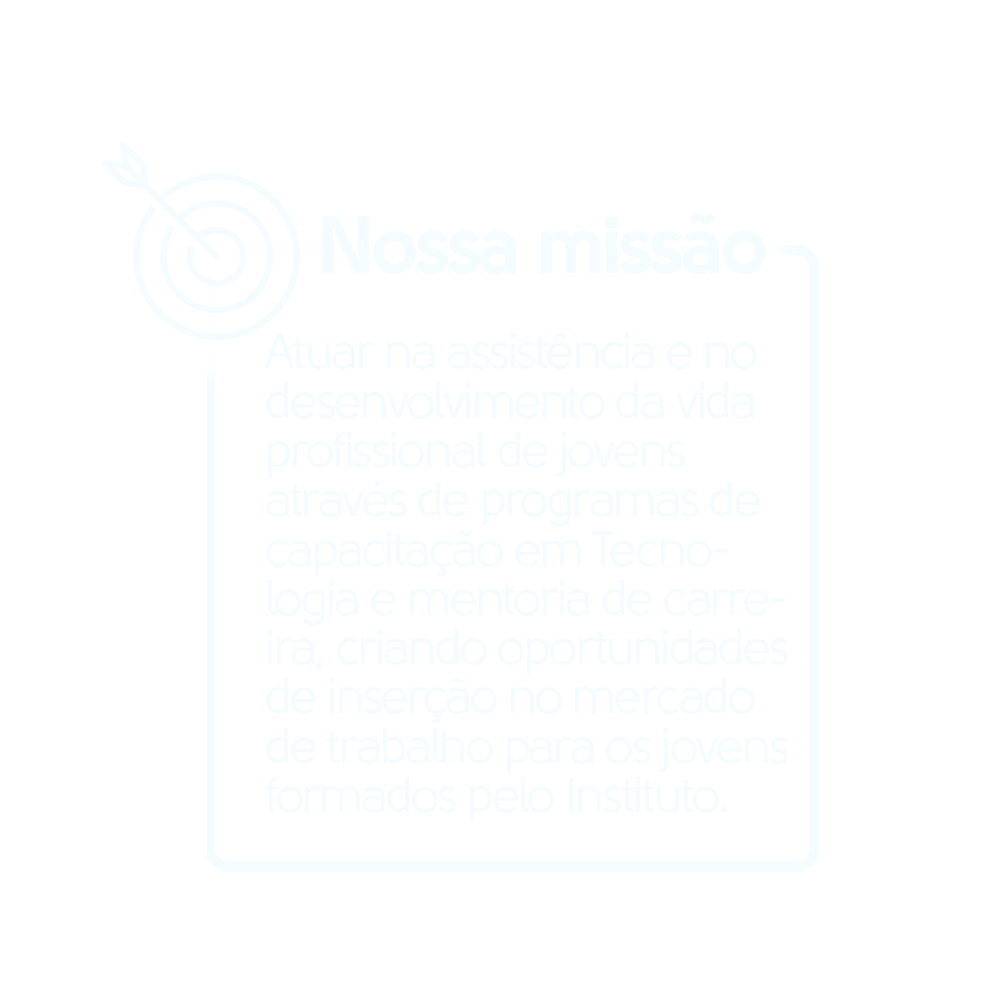 Nossa missão
Atuar na assistência e no
desenvolvimento da vida
profissional de jovens
através de programas de
capacitação em Tecno-
logia e mentoria de carre-
ira, criando oportunidades
de inserção no mercado
de trabalho para os jovens
formados pelo Instituto.